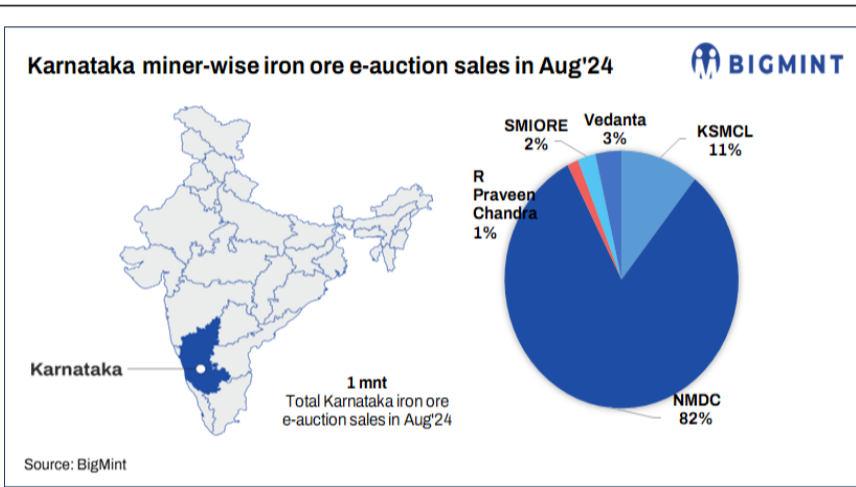 Karnataka miner-wise iron ore e-auction sales in Aug'24
BIGMINT
Karnataka
1 mnt
Total Karnataka iron ore
e-auction sales in Aug'24
SMIORE
2%
Vedanta
3%
KSMCL
11%
R
Praveen
Chandra
1%
NMDC
82%
Source: BigMint